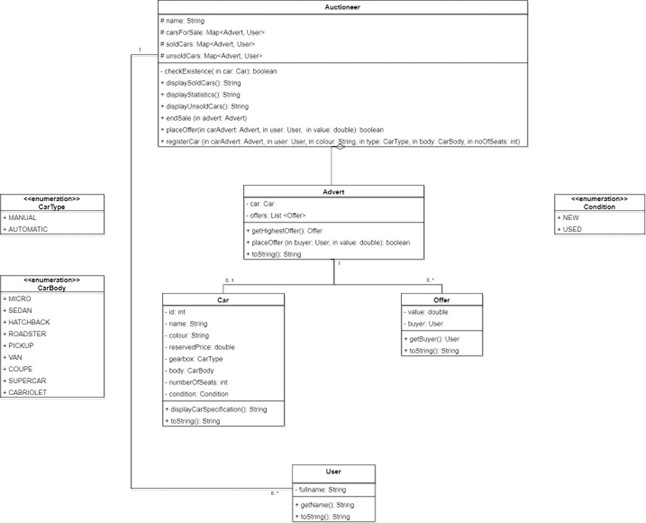 Auctioneer
# name: String
# carsForSale: Map<Advert, User>
# soldCars: Map<Advert, User>
# unsoldCars: Map<Advert, User>
- checkExistence( in car: Car): boolean
+ displaySoldCars(): String
+ displayStatistics(): String
+ displayUnsoldCars(): String
+ endSale (in advert: Advert)
+ placeOffer(in carAdvert: Advert, in user: User, in value: double): boolean
+ registerCar (in carAdvert: Advert, in user: User, in colour: String, in type: CarType, in body: CarBody, in noOfSeats: int)
1
Advert
- car: Car
- offers: List <Offer>
+ getHighestOffer(): Offer
+ placeOffer (in buyer: User, in value: double): boolean
+ toString(): String
<<enumeration>>
CarType
+ MANUAL
+ AUTOMATIC
<<enumeration>>
Condition
+ NEW
+ USED
1
0..1
0..*
<<enumeration>>
CarBody
+ MICRO
+ SEDAN
+ HATCHBACK
+ ROADSTER
+ PICKUP
+ VAN
+ COUPE
+ SUPERCAR
+ CABRIOLET
Car
- id: int
- name: String
- colour: String
- reservedPrice: double
- gearbox: CarType
- body: CarBody
- numberOfSeats: int
- condition: Condition
+ displayCarSpecification(): String
+ toString(): String
Offer
- value: double
- buyer: User
+ getBuyer(): User
+ toString(): String
User
- fullname: String
+ getName(): String
+ toString(): String
0..*